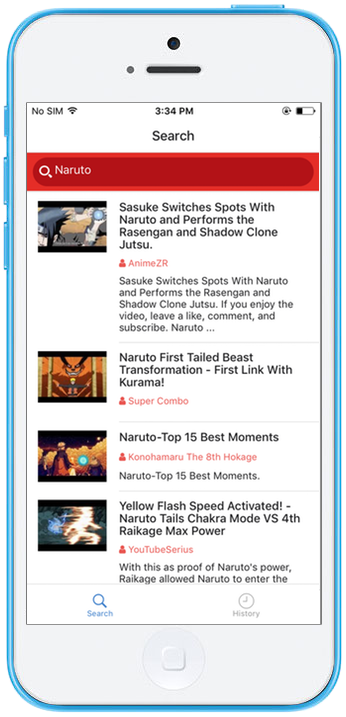 No SIM 3:34 PM
Search
Naruto
Sasuke Switches Spots With
Naruto and Performs the
Rasengan and Shadow Clone
Jutsu.
AnimeZR
Sasuke Switches Spots With Naruto
and Performs the Rasengan and
Shadow Clone Jutsu. If you enjoy the
video, leave a like, comment, and
subscribe. Naruto ...
Naruto First Tailed Beast
Transformation - First Link With
Kurama!
Super Combo
Naruto-Top 15 Best Moments
Konohamaru The 8th Hokage
Naruto-Top 15 Best Moments.
Yellow Flash Speed Activated! -
Naruto Tails Chakra Mode VS 4th
Raikage Max Power
YouTubeSerius
With this as proof of Naruto's power,
Raikage allowed Naruto to enter the
Search
History